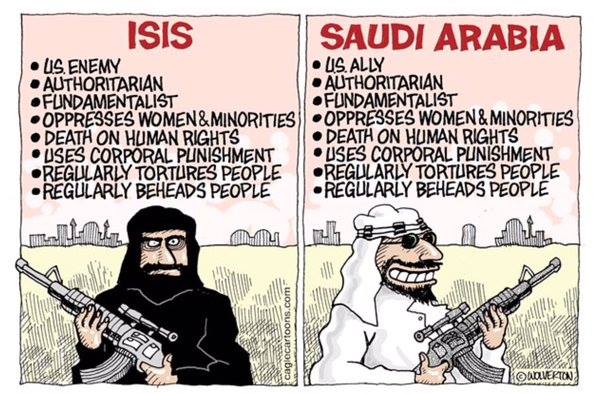 ISIS
• U.S. ENEMY
• AUTHORITARIAN
• FUNDAMENTALIST
• OPPRESSES WOMEN & MINORITIES
• DEATH ON HUMAN RIGHTS
• USES CORPORAL PUNISHMENT
• REGULARLY TORTURES PEOPLE
• REGULARLY BEHEADS PEOPLE
caglecartoons.com
SAUDI ARABIA
• U.S. ALLY
• AUTHORITARIAN
• FUNDAMENTALIST
• OPPRESSES WOMEN & MINORITIES
• DEATH ON HUMAN RIGHTS
• USES CORPORAL PUNISHMENT
• REGULARLY TORTURES PEOPLE
• REGULARLY BEHEADS PEOPLE
© WOLVERTON